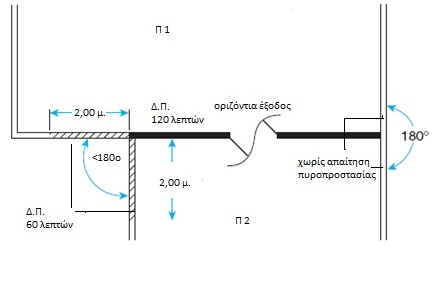 Π 1
2,00 μ.
Δ.Π.
120 λεπτών
οριζόντια έξοδος
180°
<180ο
2,00 μ.
χωρίς απαίτηση
πυροπροστασίας
Δ.Π.
60 λεπτών
Π 2